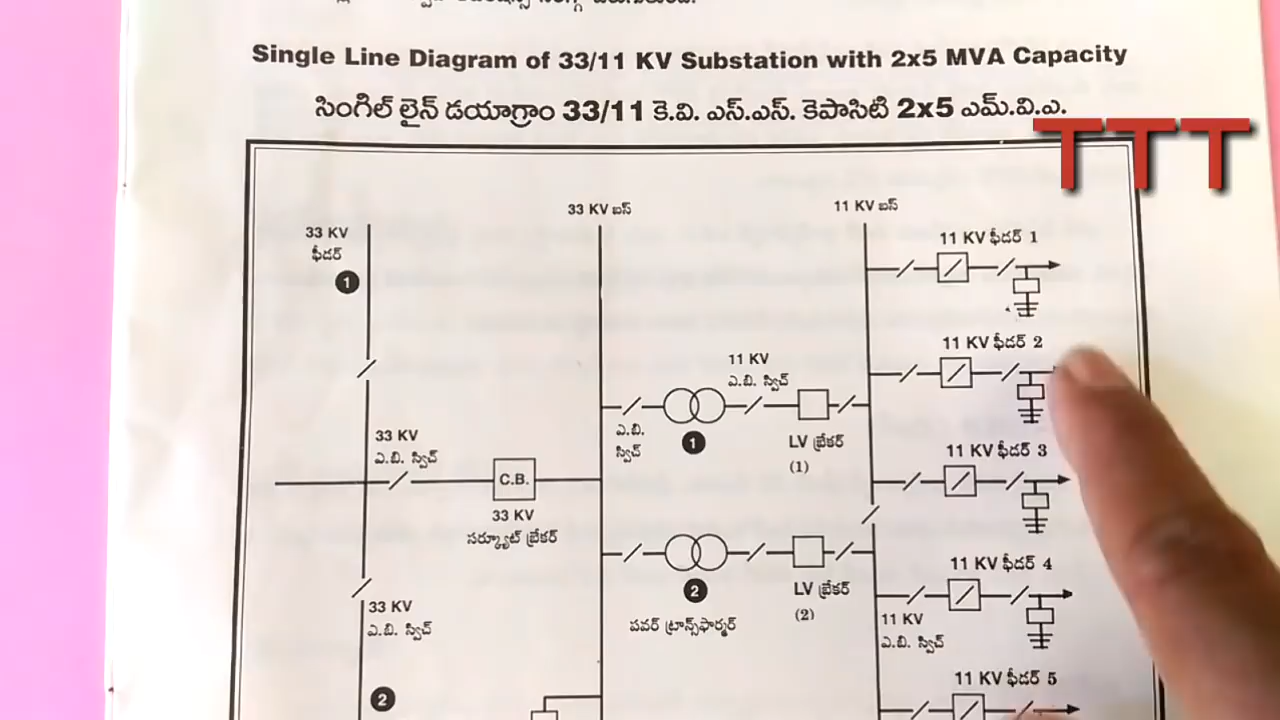 Single Line Diagram of 33/11 KV Substation with 2x5 MVA Capacity
సింగిల్ లైన్ డయాగ్రాం 33/11 కె.వి. ఎస్.ఎస్. కెపాసిటి 2x5 ఎమ్.వి.ఎ.
TTT
33 KV
ఫీడర్
1
33 KV బస్
11 KV బస్
11 KV ఫీడర్ 1
11 KV ఫీడర్ 2
11 KV
ఎ.బి. స్విచ్
ఎ.బి.
స్విచ్
1
LV బ్రేకర్
(1)
33 KV
ఎ.బి. స్విచ్
C.B.
33 KV
సర్క్యూట్ బ్రేకర్
11 KV ఫీడర్ 3
2
పవర్ ట్రాన్స్‌ఫార్మర్
LV బ్రేకర్
(2)
11 KV ఫీడర్ 4
11 KV
ఎ.బి. స్విచ్
33 KV
ఎ.బి. స్విచ్
2
11 KV ఫీడర్ 5